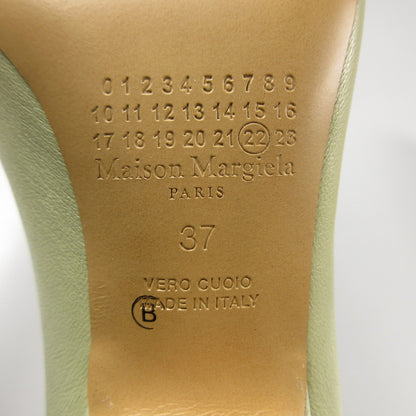 0 1 2 3 4 5 6 7 8 9
10 11 12 13 14 15 16
17 18 19 20 21 22 23
Maison Margiela
PARIS
37
VERO CUOIO
MADE IN ITALY
B